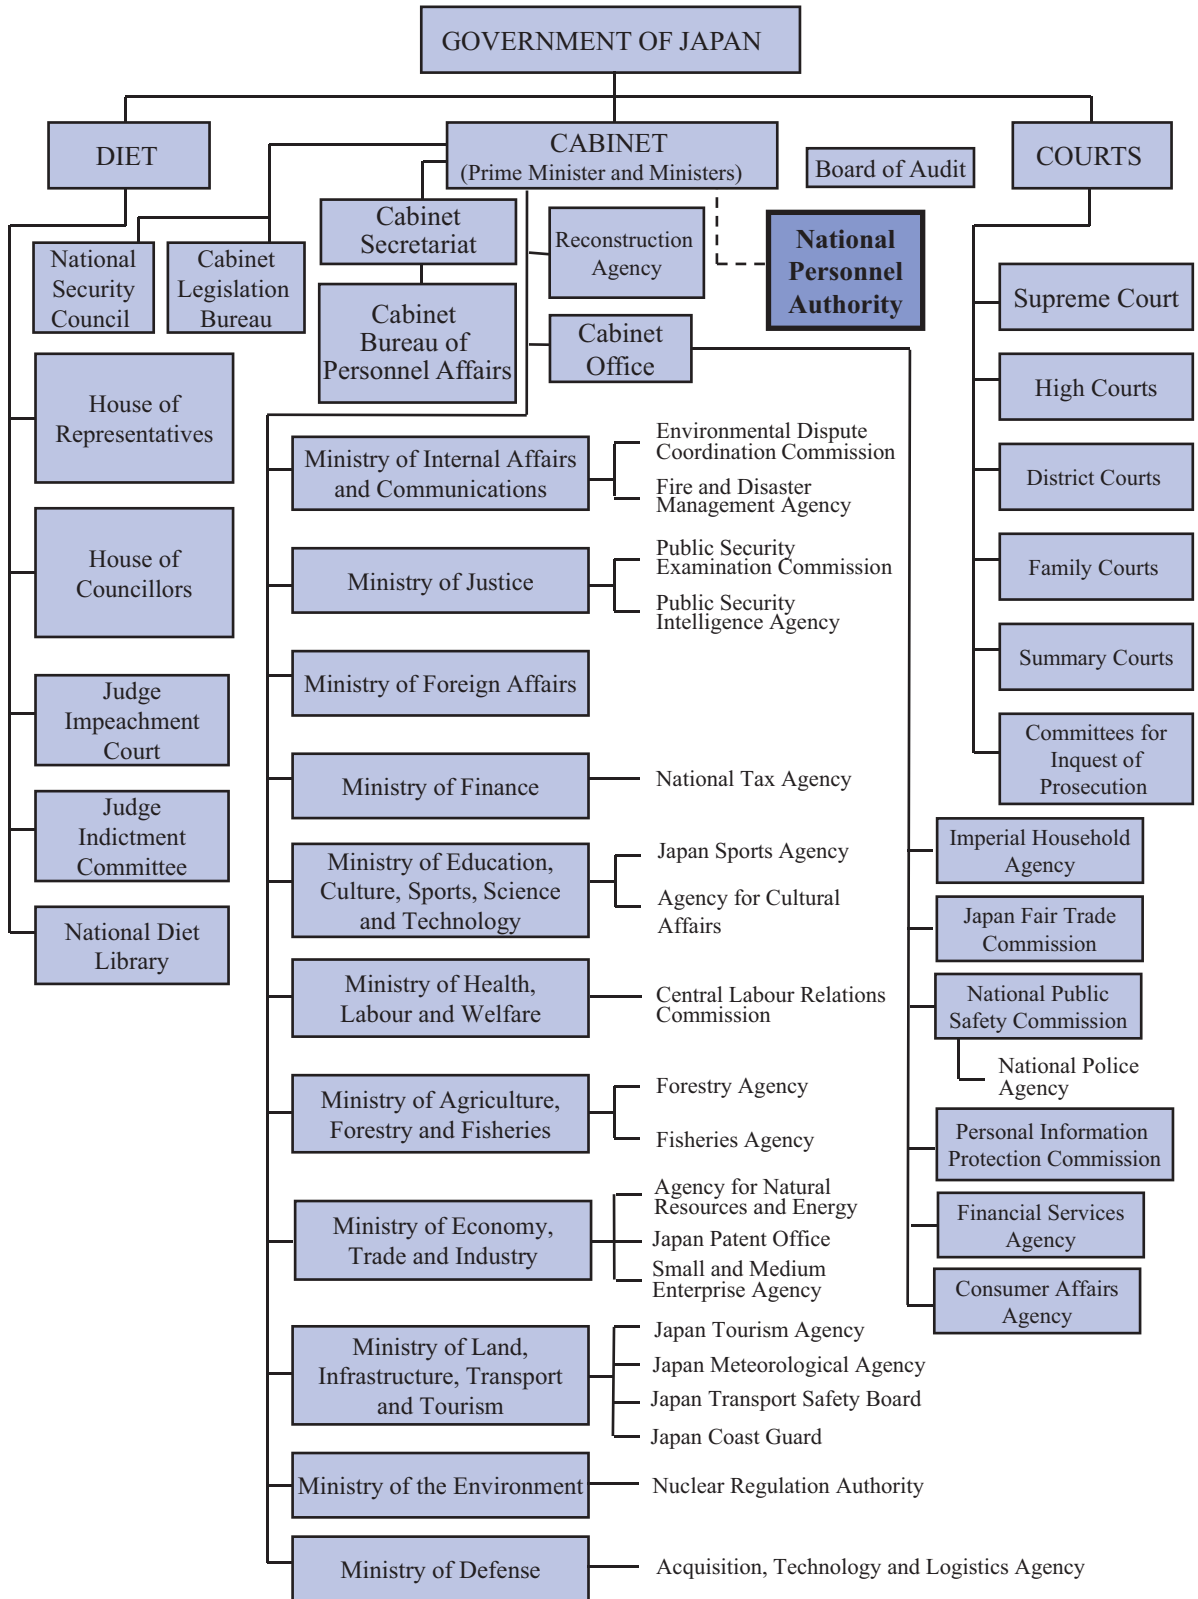 GOVERNMENT OF JAPAN
DIET
CABINET
(Prime Minister and Ministers)
Board of Audit
COURTS
National
Security
Council
Cabinet
Legislation
Bureau
Cabinet
Secretariat
Cabinet
Bureau of
Personnel Affairs
Reconstruction
Agency
Cabinet
Office
National
Personnel
Authority
House of
Representatives
House of
Councillors
Judge
Impeachment
Court
Judge
Indictment
Committee
National Diet
Library
Ministry of Internal Affairs
and Communications
Environmental Dispute
Coordination Commission
Fire and Disaster
Management Agency
Ministry of Justice
Public Security
Examination Commission
Public Security
Intelligence Agency
Ministry of Foreign Affairs
Ministry of Finance
National Tax Agency
Ministry of Education,
Culture, Sports, Science
and Technology
Japan Sports Agency
Agency for Cultural
Affairs
Ministry of Health,
Labour and Welfare
Central Labour Relations
Commission
Ministry of Agriculture,
Forestry and Fisheries
Forestry Agency
Fisheries Agency
Ministry of Economy,
Trade and Industry
Agency for Natural
Resources and Energy
Japan Patent Office
Small and Medium
Enterprise Agency
Ministry of Land,
Infrastructure, Transport
and Tourism
Japan Tourism Agency
Japan Meteorological Agency
Japan Transport Safety Board
Japan Coast Guard
Ministry of the Environment
Nuclear Regulation Authority
Ministry of Defense
Acquisition, Technology and Logistics Agency
Supreme Court
High Courts
District Courts
Family Courts
Summary Courts
Committees for
Inquest of
Prosecution
Imperial Household
Agency
Japan Fair Trade
Commission
National Public
Safety Commission
National Police
Agency
Personal Information
Protection Commission
Financial Services
Agency
Consumer Affairs
Agency